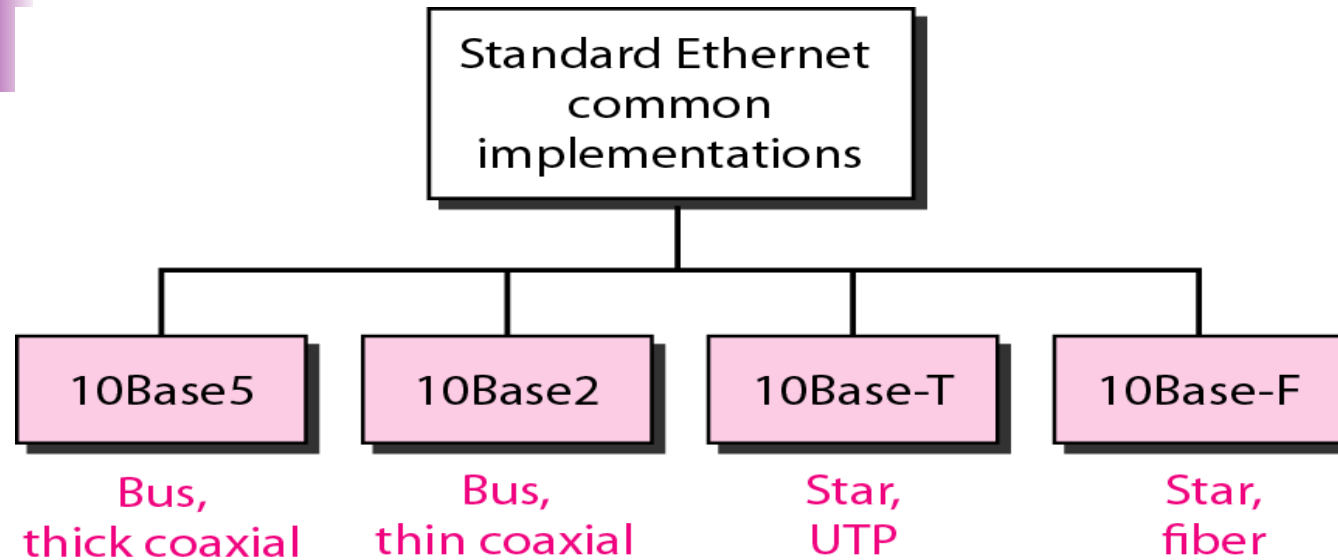 Standard Ethernet
common
implementations
10Base5
10Base2
10Base-T
10Base-F
Bus,
thick coaxial
Bus,
thin coaxial
Star,
UTP
Star,
fiber